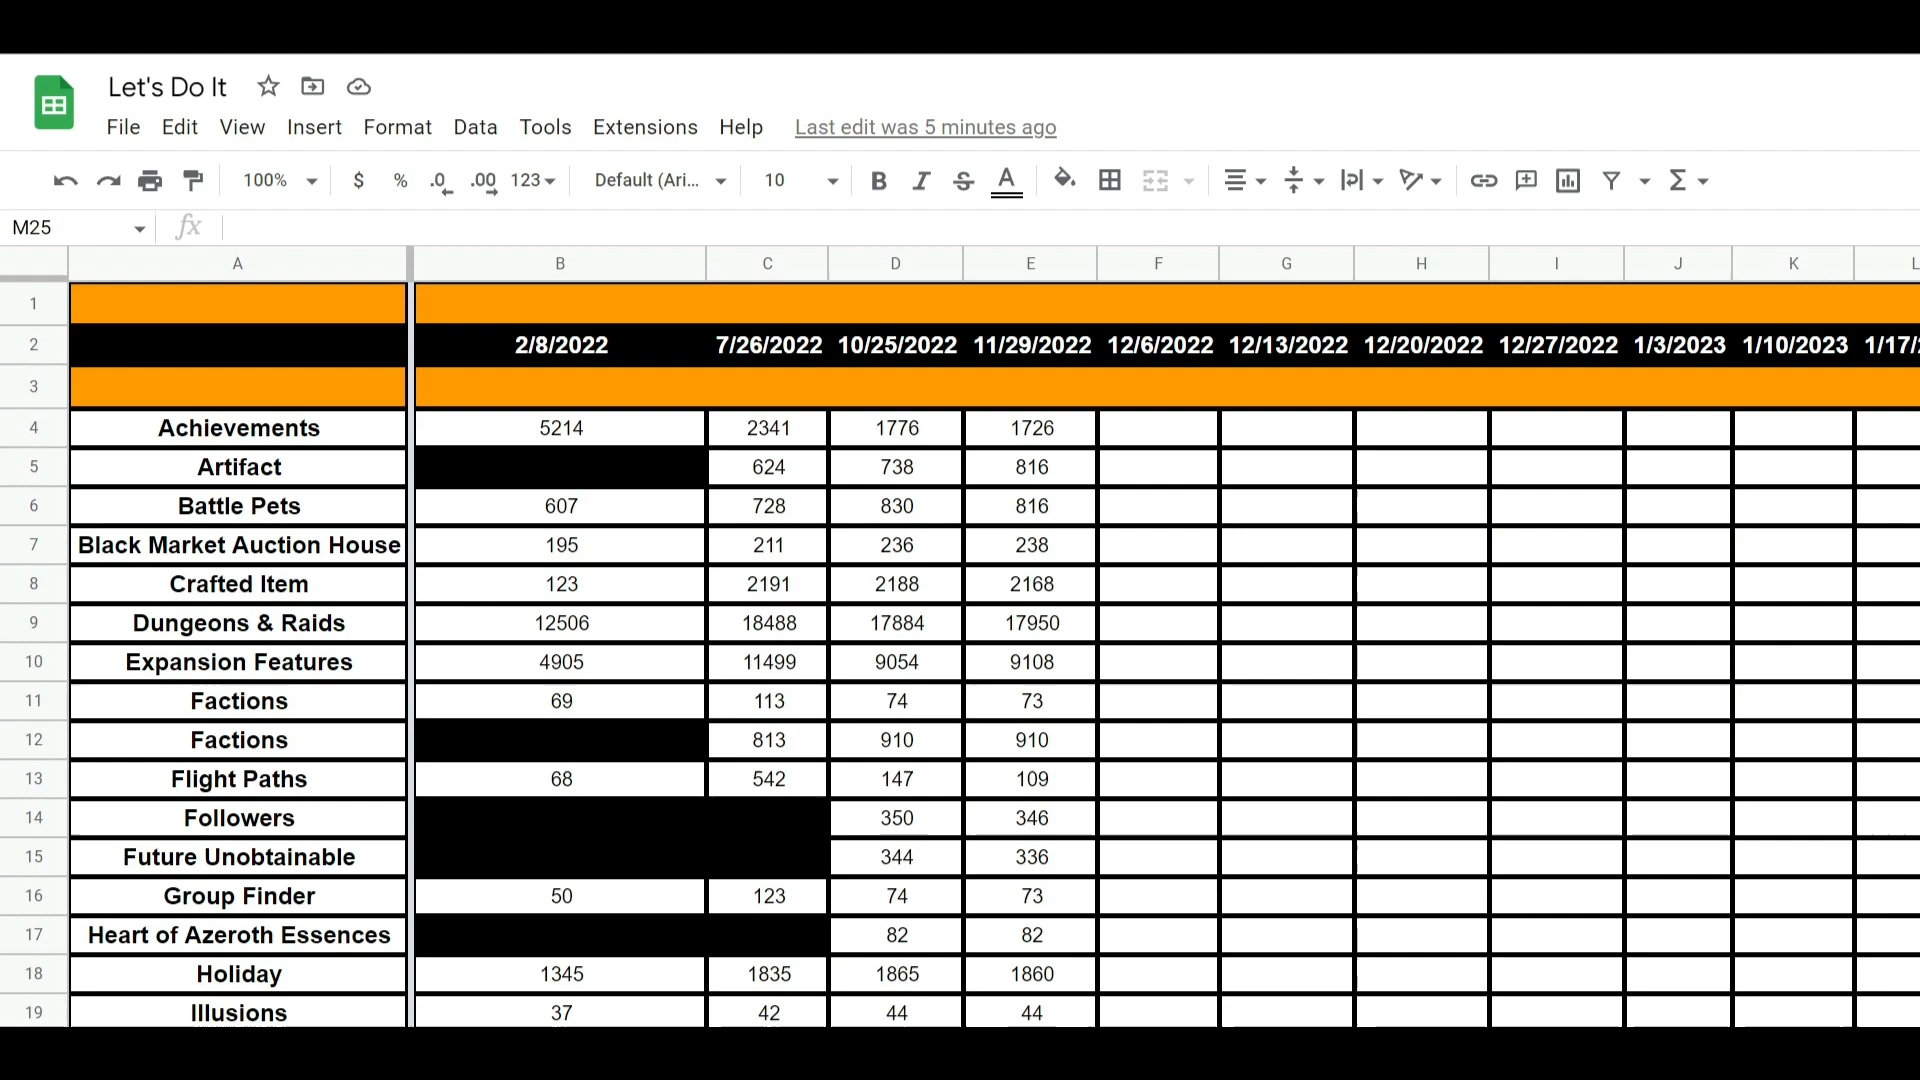 Let's Do It
File Edit View Insert Format Data Tools Extensions Help Last edit was 5 minutes ago
100% $ % .0 .00 123 Default (Ari... 10 B I S A Σ
M25 fx
A B C D E F G H I J K L
1
2 2/8/2022 7/26/2022 10/25/2022 11/29/2022 12/6/2022 12/13/2022 12/20/2022 12/27/2022 1/3/2023 1/10/2023 1/17/2
3
4 Achievements 5214 2341 1776 1726
5 Artifact 624 738 816
6 Battle Pets 607 728 830 816
7 Black Market Auction House 195 211 236 238
8 Crafted Item 123 2191 2188 2168
9 Dungeons & Raids 12506 18488 17884 17950
10 Expansion Features 4905 11499 9054 9108
11 Factions 69 113 74 73
12 Factions 813 910 910
13 Flight Paths 68 542 147 109
14 Followers 350 346
15 Future Unobtainable 344 336
16 Group Finder 50 123 74 73
17 Heart of Azeroth Essences 82 82
18 Holiday 1345 1835 1865 1860
19 Illusions 37 42 44 44